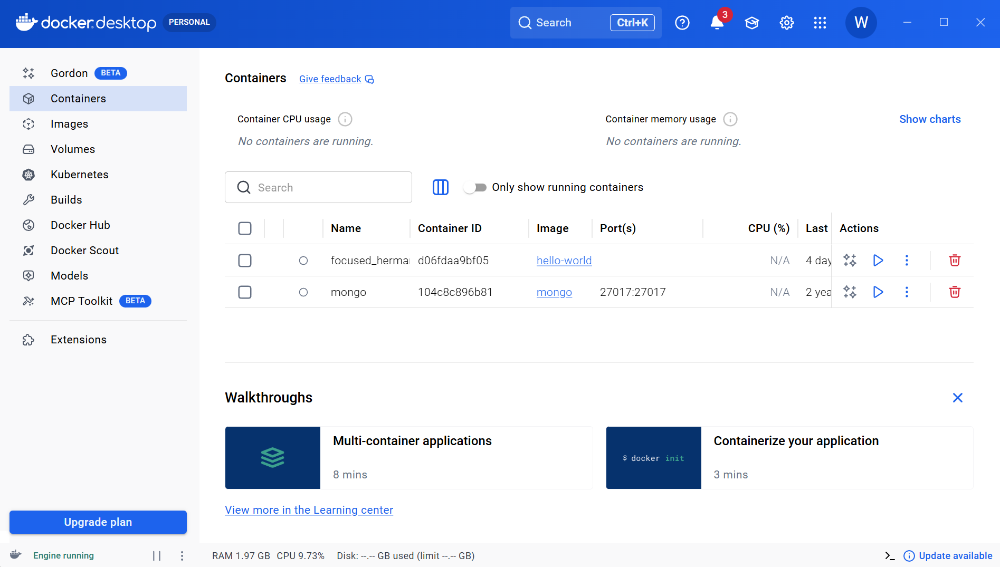 docker desktop PERSONAL
Search Ctrl+K
3
W
Gordon BETA
Containers
Images
Volumes
Kubernetes
Builds
Docker Hub
Docker Scout
Models
MCP Toolkit BETA
Extensions
Upgrade plan
Containers Give feedback
Container CPU usage
No containers are running.
Container memory usage
No containers are running.
Show charts
Search
Only show running containers
Name Container ID Image Port(s) CPU (%) Last Actions
focused_herma d06fdaa9bf05 hello-world N/A 4 day
mongo 104c8c896b81 mongo 27017:27017 N/A 2 yea
Walkthroughs
Multi-container applications
8 mins
$ docker init
Containerize your application
3 mins
View more in the Learning center
Engine running
RAM 1.97 GB CPU 9.73% Disk: --.-- GB used (limit --.-- GB)
Update available